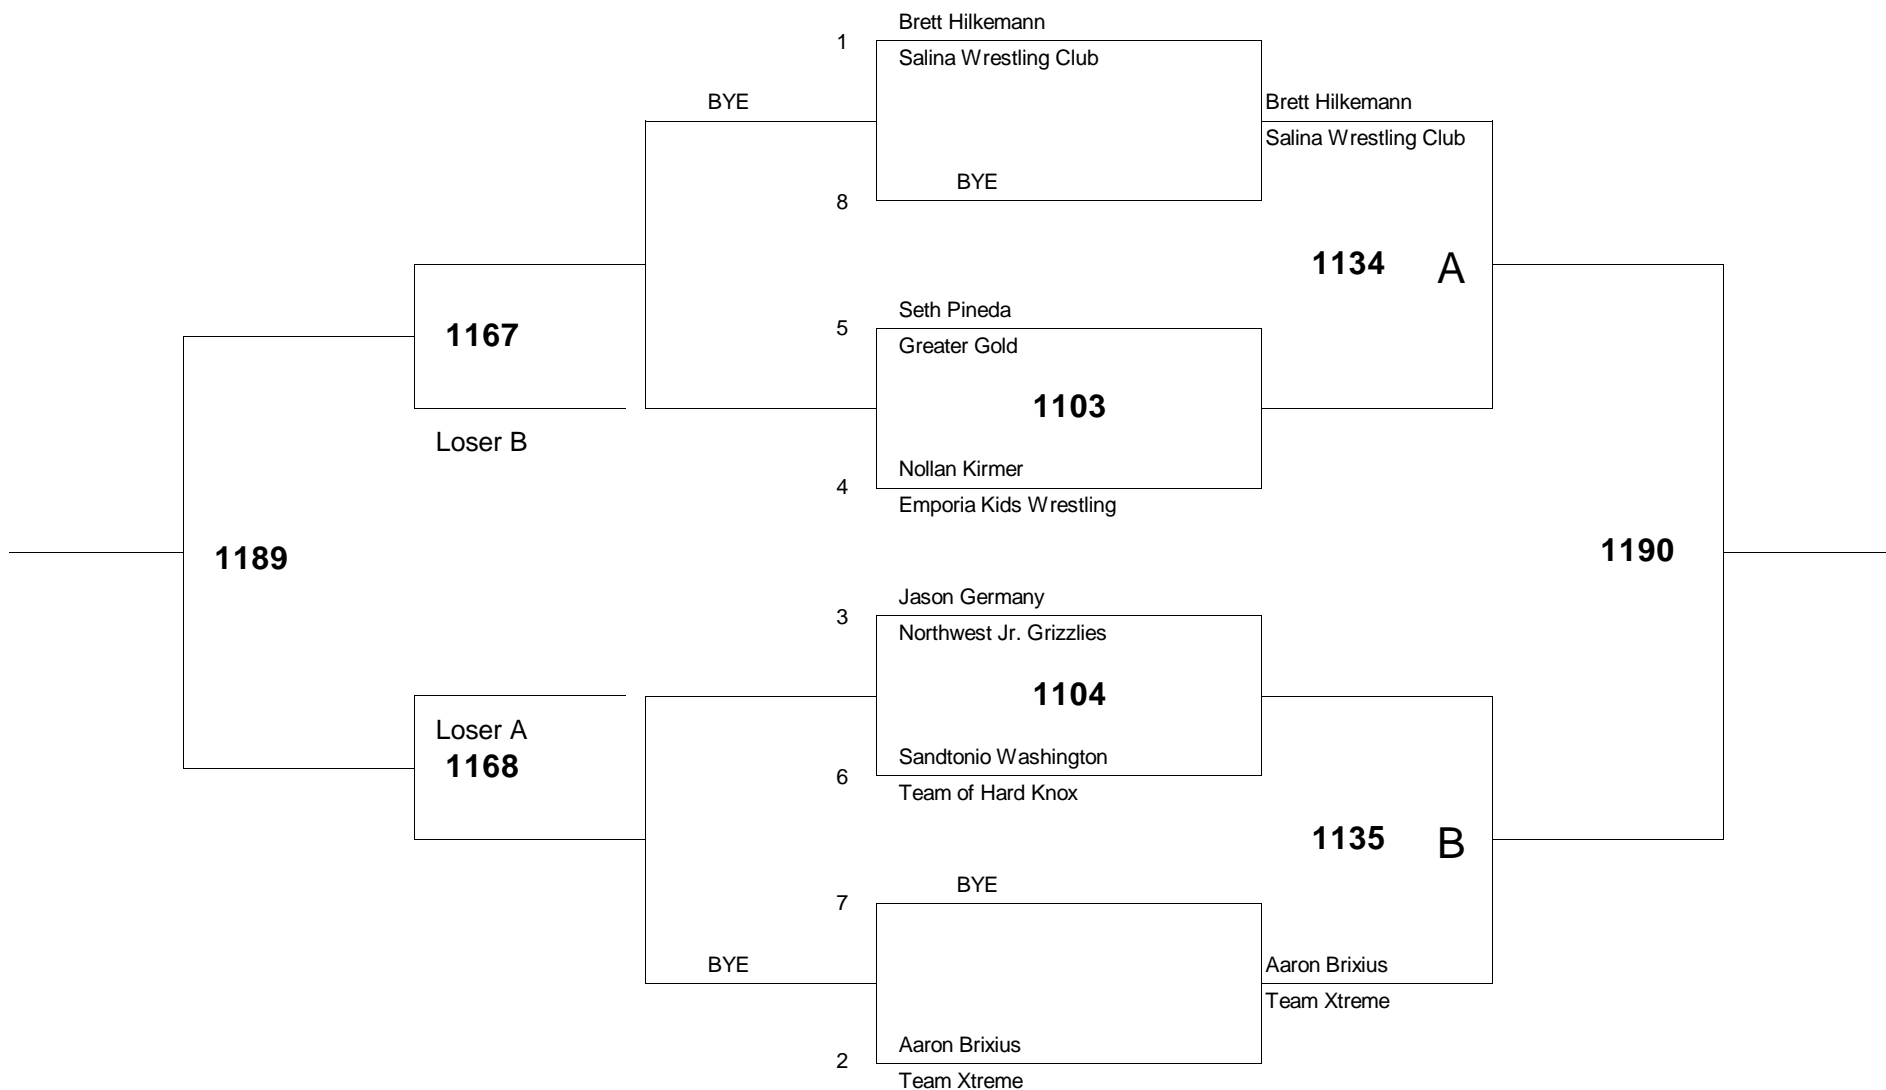 Brett Hilkemann
1
Salina Wrestling Club
BYE
Brett Hilkemann
Salina Wrestling Club
BYE
8
1134 A
Seth Pineda
5
1167
Greater Gold
1103
Loser B
Nollan Kirmer
4
Emporia Kids Wrestling
1189
1190
Jason Germany
3
Northwest Jr. Grizzlies
1104
Loser A
Sandtonio Washington
1168
6
Team of Hard Knox
1135 B
BYE
7
BYE
Aaron Brixius
Team Xtreme
Aaron Brixius
2
Team Xtreme